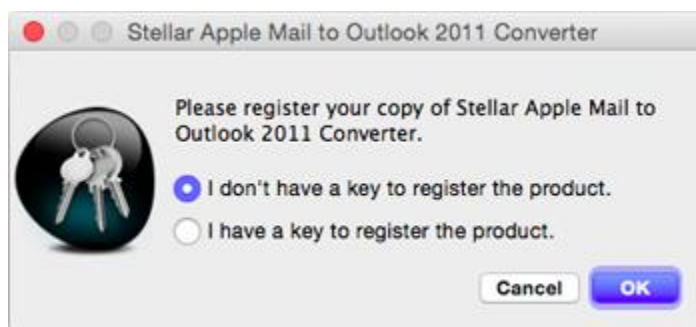 Stellar Apple Mail to Outlook 2011 Converter
Please register your copy of Stellar Apple Mail to
Outlook 2011 Converter.
I don't have a key to register the product.
I have a key to register the product.
Cancel OK